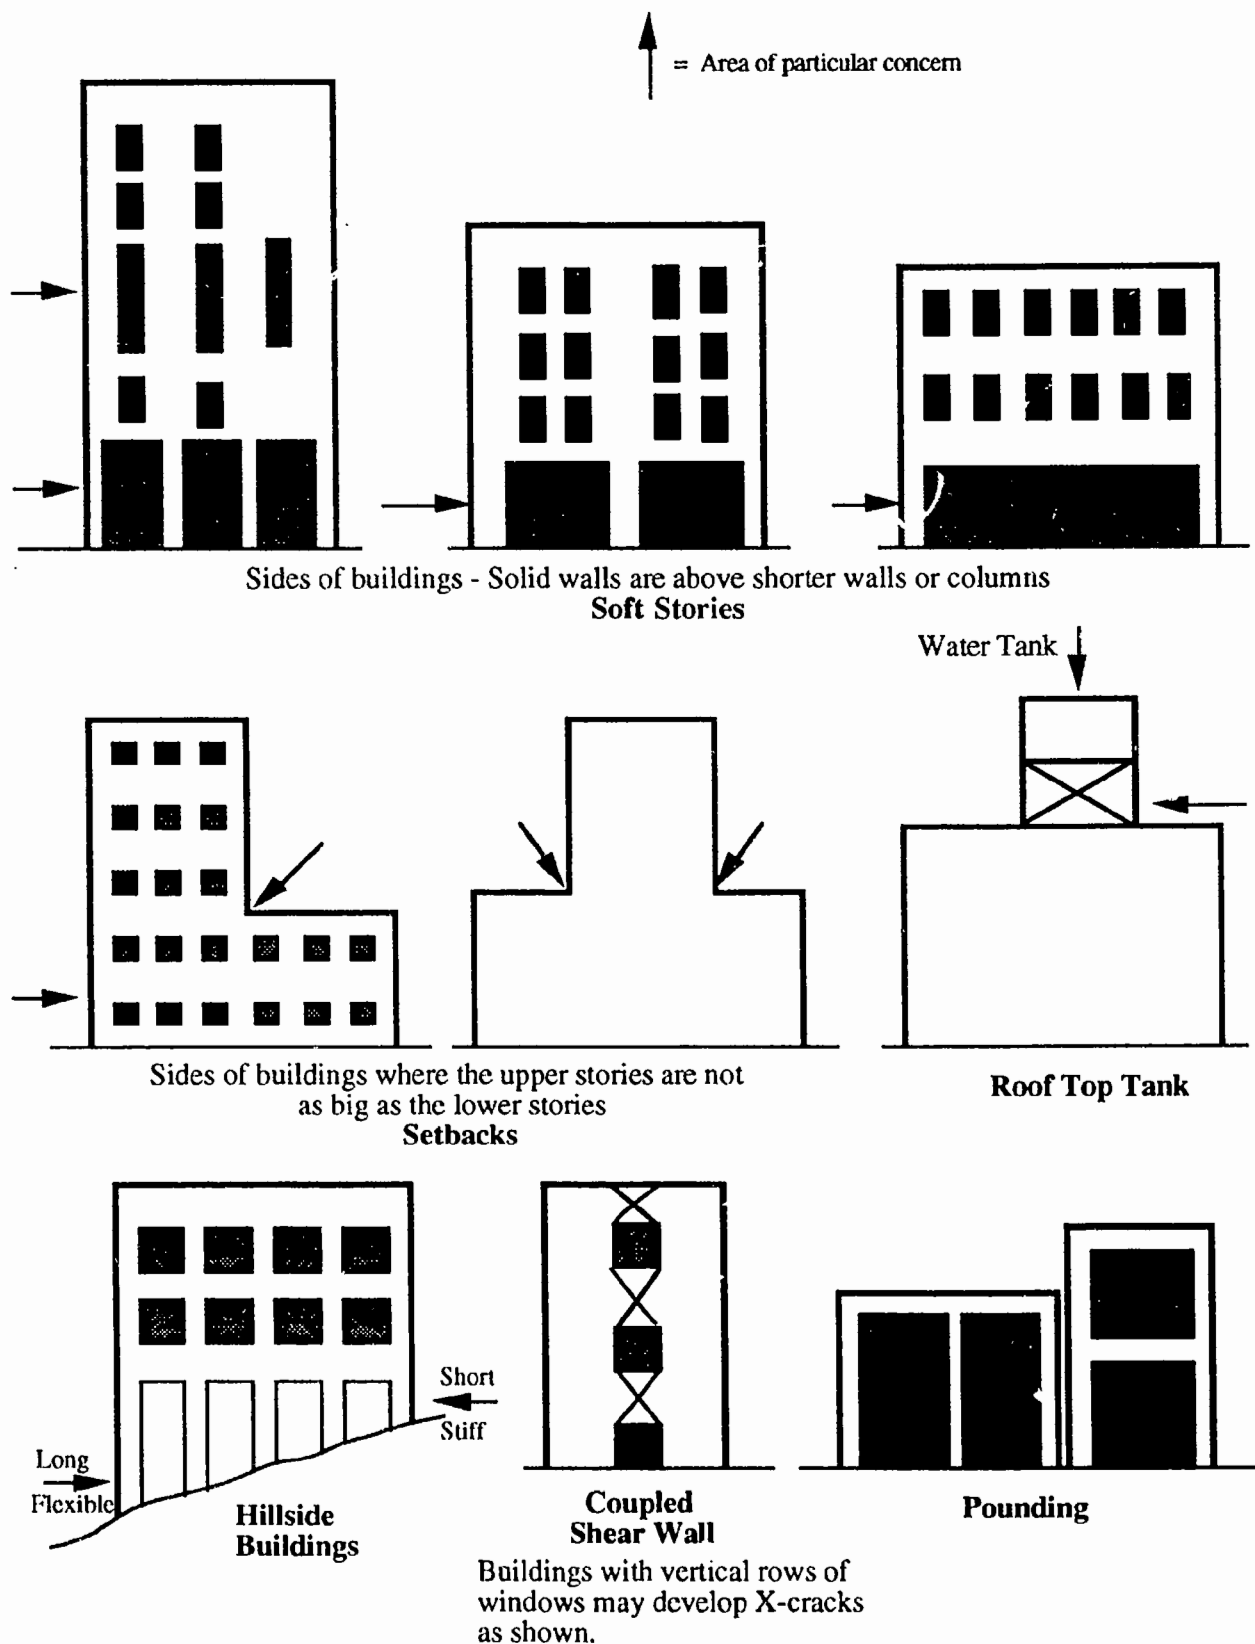 = Area of particular concern
Sides of buildings - Solid walls are above shorter walls or columns
Soft Stories
Water Tank
Sides of buildings where the upper stories are not
as big as the lower stories
Setbacks
Roof Top Tank
Short
Stiff
Long
Flexible
Hillside
Buildings
Coupled
Shear Wall
Buildings with vertical rows of
windows may develop X-cracks
as shown.
Pounding